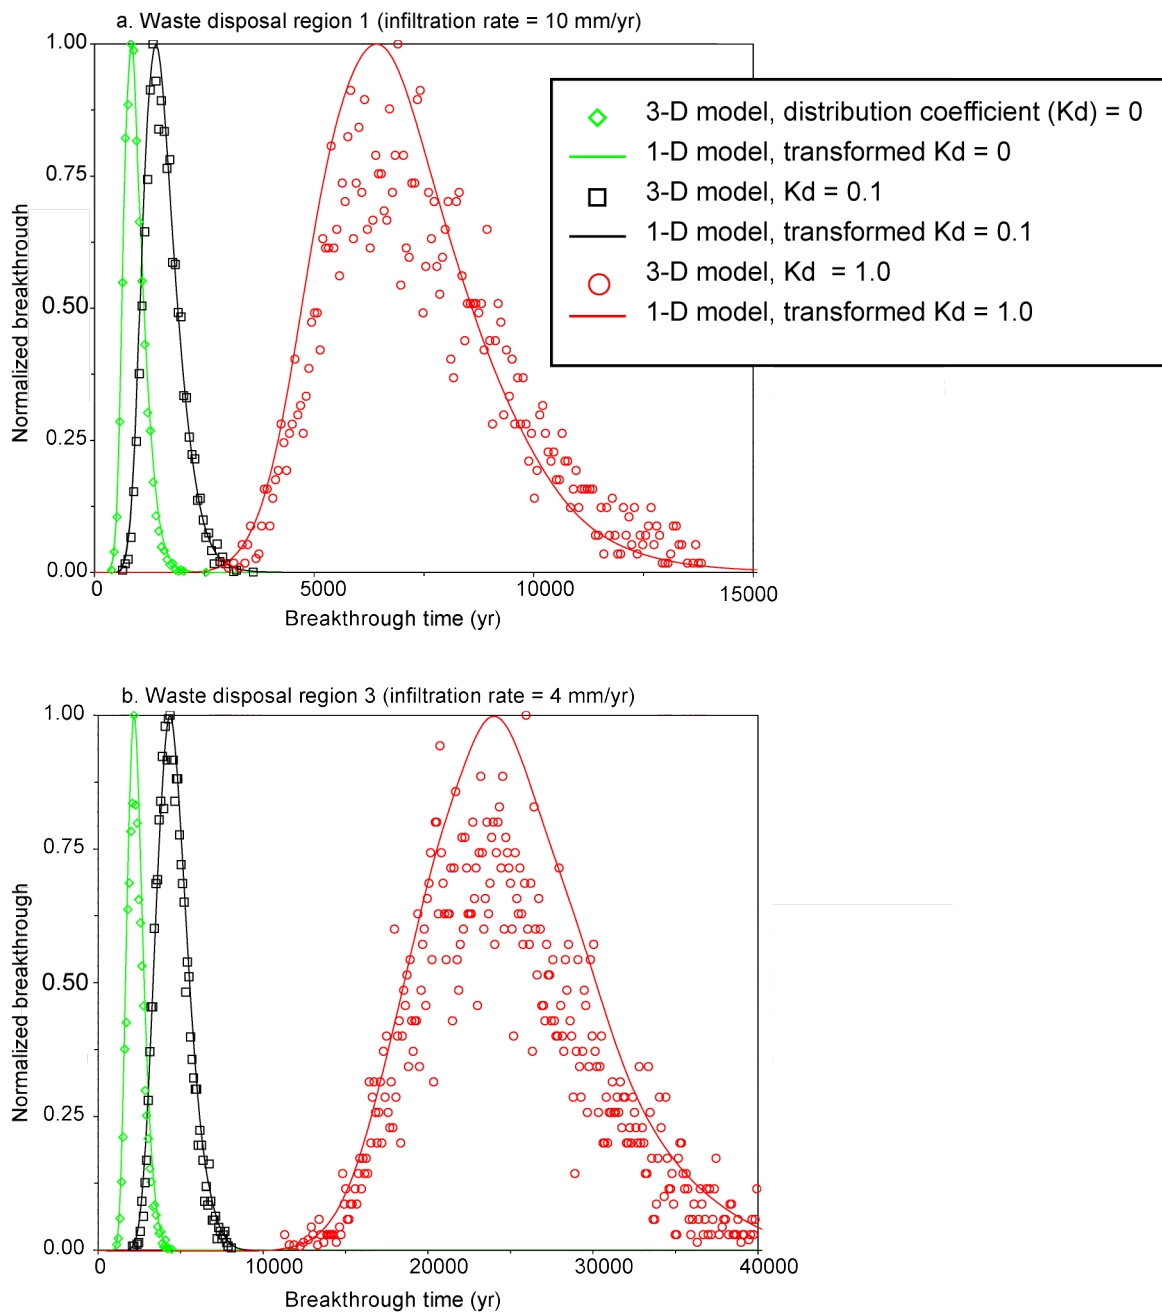 a. Waste disposal region 1 (infiltration rate = 10 mm/yr)
1.00
0.75
0.50
0.25
0.00
Normalized breakthrough
0
5000
10000
15000
Breakthrough time (yr)
3-D model, distribution coefficient (Kd) = 0
1-D model, transformed Kd = 0
3-D model, Kd = 0.1
1-D model, transformed Kd = 0.1
3-D model, Kd = 1.0
1-D model, transformed Kd = 1.0
b. Waste disposal region 3 (infiltration rate = 4 mm/yr)
1.00
0.75
0.50
0.25
0.00
Normalized breakthrough
0
10000
20000
30000
40000
Breakthrough time (yr)